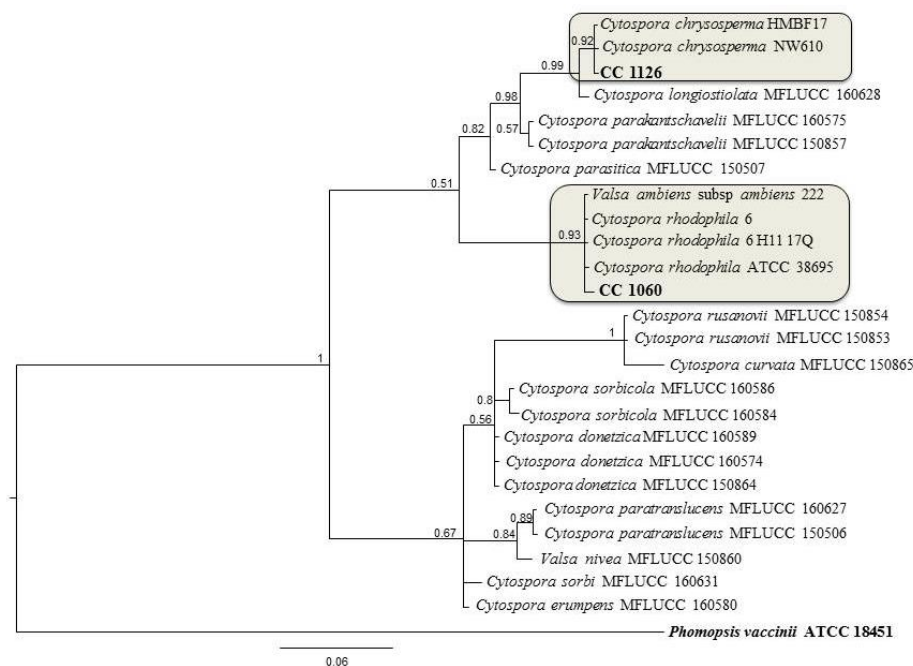 Cytospora chrysosperma HMBF17
0.92
Cytospora chrysosperma NW610
0.99
CC 1126
Cytospora longiostiolata MFLUCC 160628
0.98
Cytospora parakantschavelii MFLUCC 160575
0.82
0.57
Cytospora parakantschavelii MFLUCC 150857
Cytospora parasitica MFLUCC 150507
0.51
Valsa ambiens subsp ambiens 222
Cytospora rhodophila 6
0.93
Cytospora rhodophila 6 H11 17Q
Cytospora rhodophila ATCC 38695
CC 1060
Cytospora rusanovii MFLUCC 150854
1
Cytospora rusanovii MFLUCC 150853
1
Cytospora curvata MFLUCC 150865
Cytospora sorbicola MFLUCC 160586
0.8
Cytospora sorbicola MFLUCC 160584
0.56
Cytospora donetzica MFLUCC 160589
Cytospora donetzica MFLUCC 160574
Cytospora donetzica MFLUCC 150864
Cytospora paratranslucens MFLUCC 160627
0.89
0.67
0.84
Cytospora paratranslucens MFLUCC 150506
Valsa nivea MFLUCC 150860
Cytospora sorbi MFLUCC 160631
Cytospora erumpens MFLUCC 160580
Phomopsis vaccinii ATCC 18451
0.06